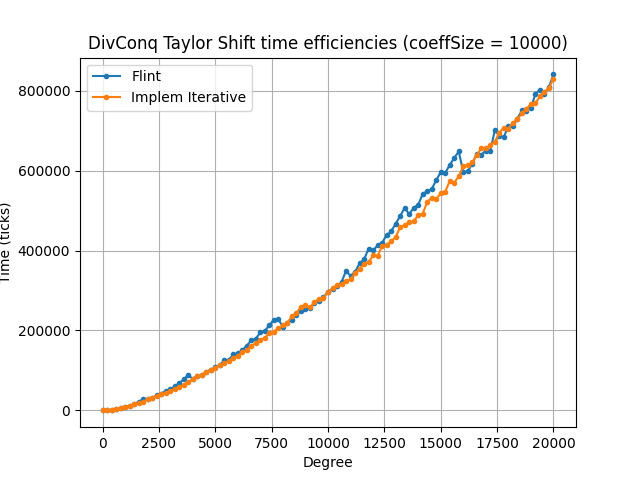 DivConq Taylor Shift time efficiencies (coeffSize = 10000)
Flint
Implem Iterative
800000
600000
400000
200000
0
Time (ticks)
0 2500 5000 7500 10000 12500 15000 17500 20000
Degree